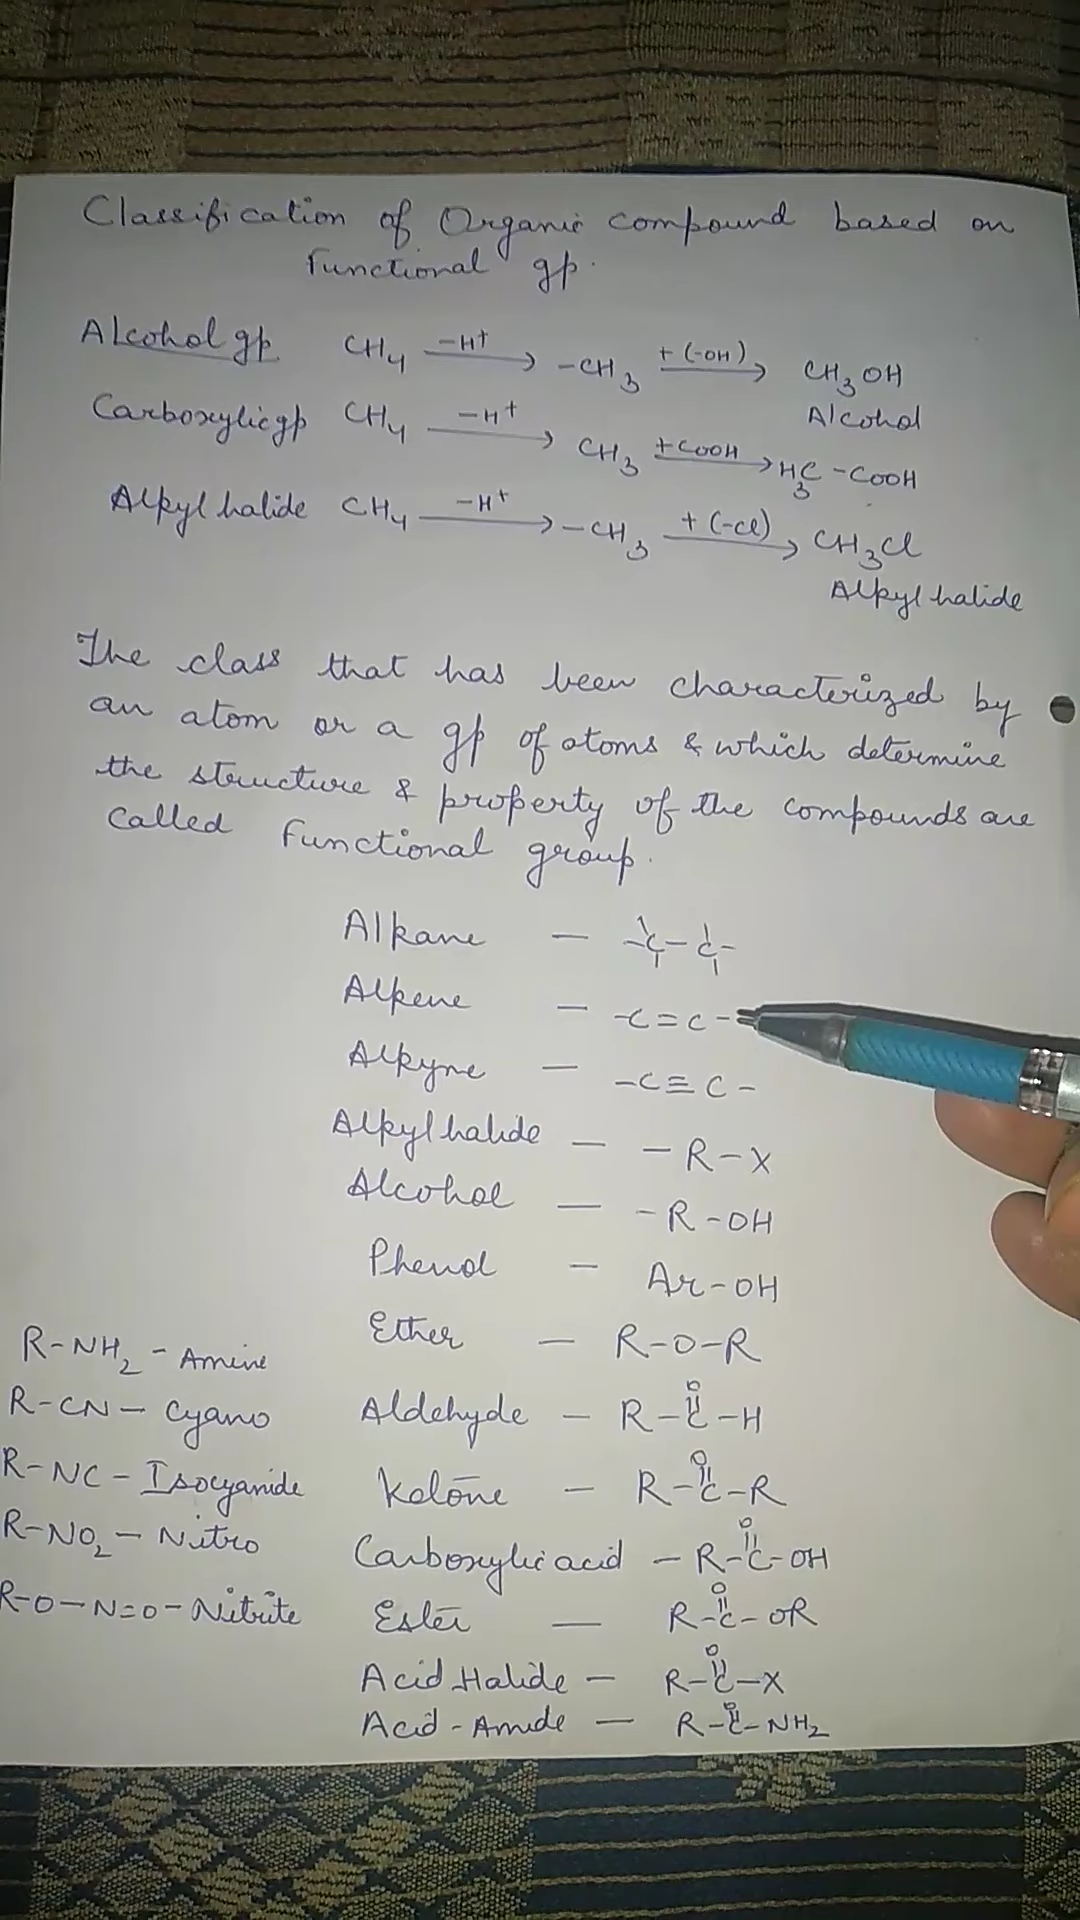 Classification of Organic compound based on
functional gp.
Alcohol gp. CH₄ —-H⁺→ -CH₃ —+(-OH)→ CH₃OH
Alcohol
Carboxylic gp CH₄ —-H⁺→ CH₃ —+COOH→ H₃C-COOH
Alkyl halide CH₄ —-H⁺→ -CH₃ —+(-Cl)→ CH₃Cl
Alkyl halide
The class that has been characterized by
an atom or a gp of atoms & which determine
the structure & property of the compounds are
called functional group.
Alkane — -C-C-
Alkene — -C=C-
Alkyne — -C≡C-
Alkyl halide — -R-X
Alcohol — -R-OH
Phenol — Ar-OH
Ether — R-O-R
Aldehyde — R-C(=O)-H
Ketone — R-C(=O)-R
Carboxylic acid — R-C(=O)-OH
Ester — R-C(=O)-OR
Acid Halide — R-C(=O)-X
Acid-Amide — R-C(=O)-NH₂
R-NH₂ - Amine
R-CN - Cyano
R-NC - Isocyanide
R-NO₂ - Nitro
R-O-N=O - Nitrite